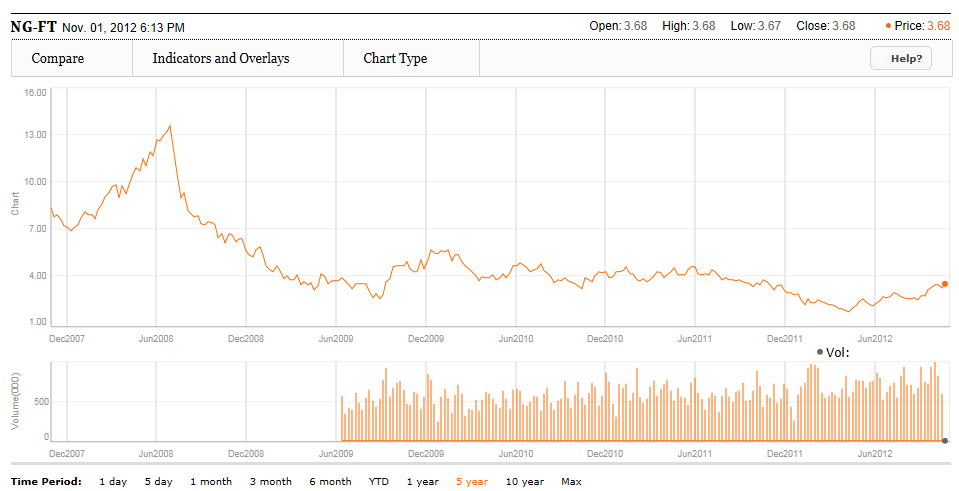 NG-FT Nov. 01, 2012 6:13 PM Open: 3.68 High: 3.68 Low: 3.67 Close: 3.68 Price: 3.68
Compare Indicators and Overlays Chart Type Help?
16.00
13.00
10.00
Chart
7.00
4.00
1.00
Dec2007 Jun2008 Dec2008 Jun2009 Dec2009 Jun2010 Dec2010 Jun2011 Dec2011 Jun2012
Vol:
Volume(000)
500
0
Dec2007 Jun2008 Dec2008 Jun2009 Dec2009 Jun2010 Dec2010 Jun2011 Dec2011 Jun2012
Time Period: 1 day 5 day 1 month 3 month 6 month YTD 1 year 5 year 10 year Max